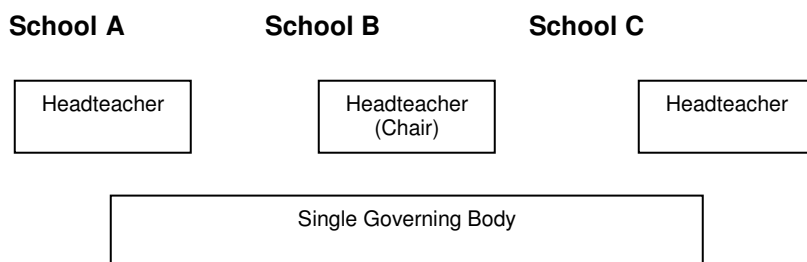 School A School B School C
Headteacher Headteacher Headteacher
(Chair)
Single Governing Body